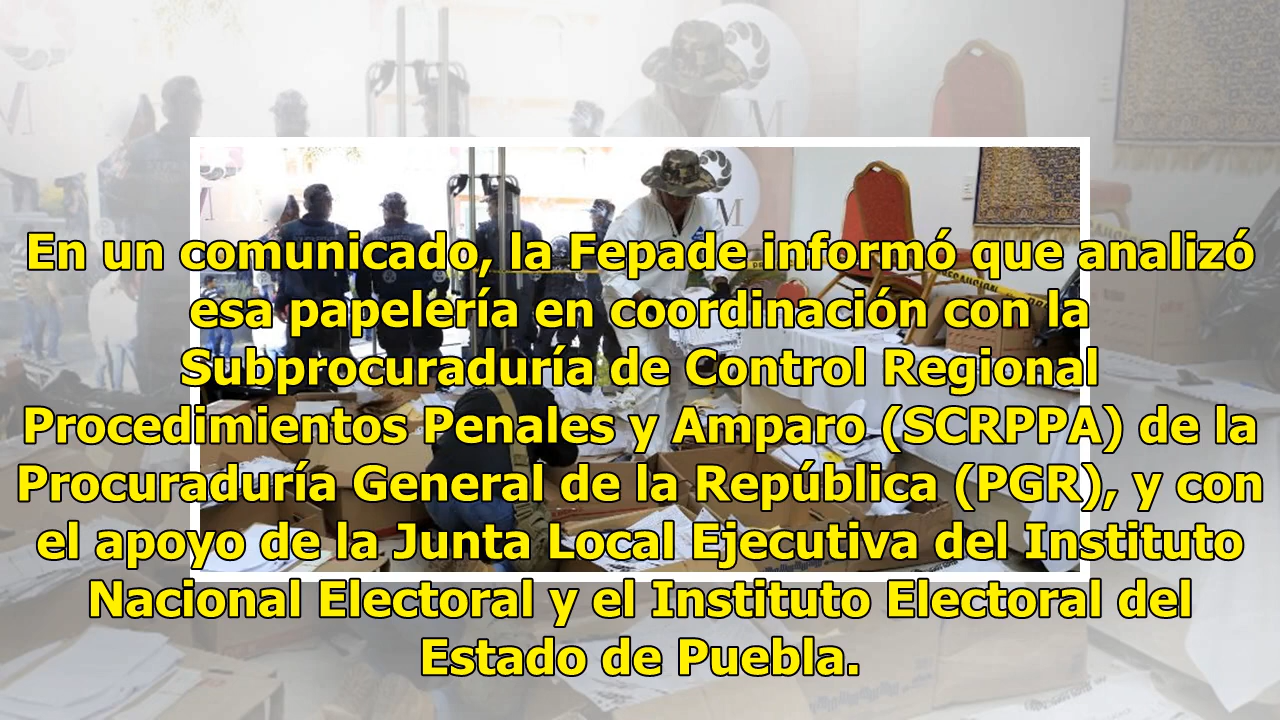 En un comunicado, la Fepade informó que analizó
esa papelería en coordinación con la
Subprocuraduría de Control Regional
Procedimientos Penales y Amparo (SCRPPA) de la
Procuraduría General de la República (PGR), y con
el apoyo de la Junta Local Ejecutiva del Instituto
Nacional Electoral y el Instituto Electoral del
Estado de Puebla.